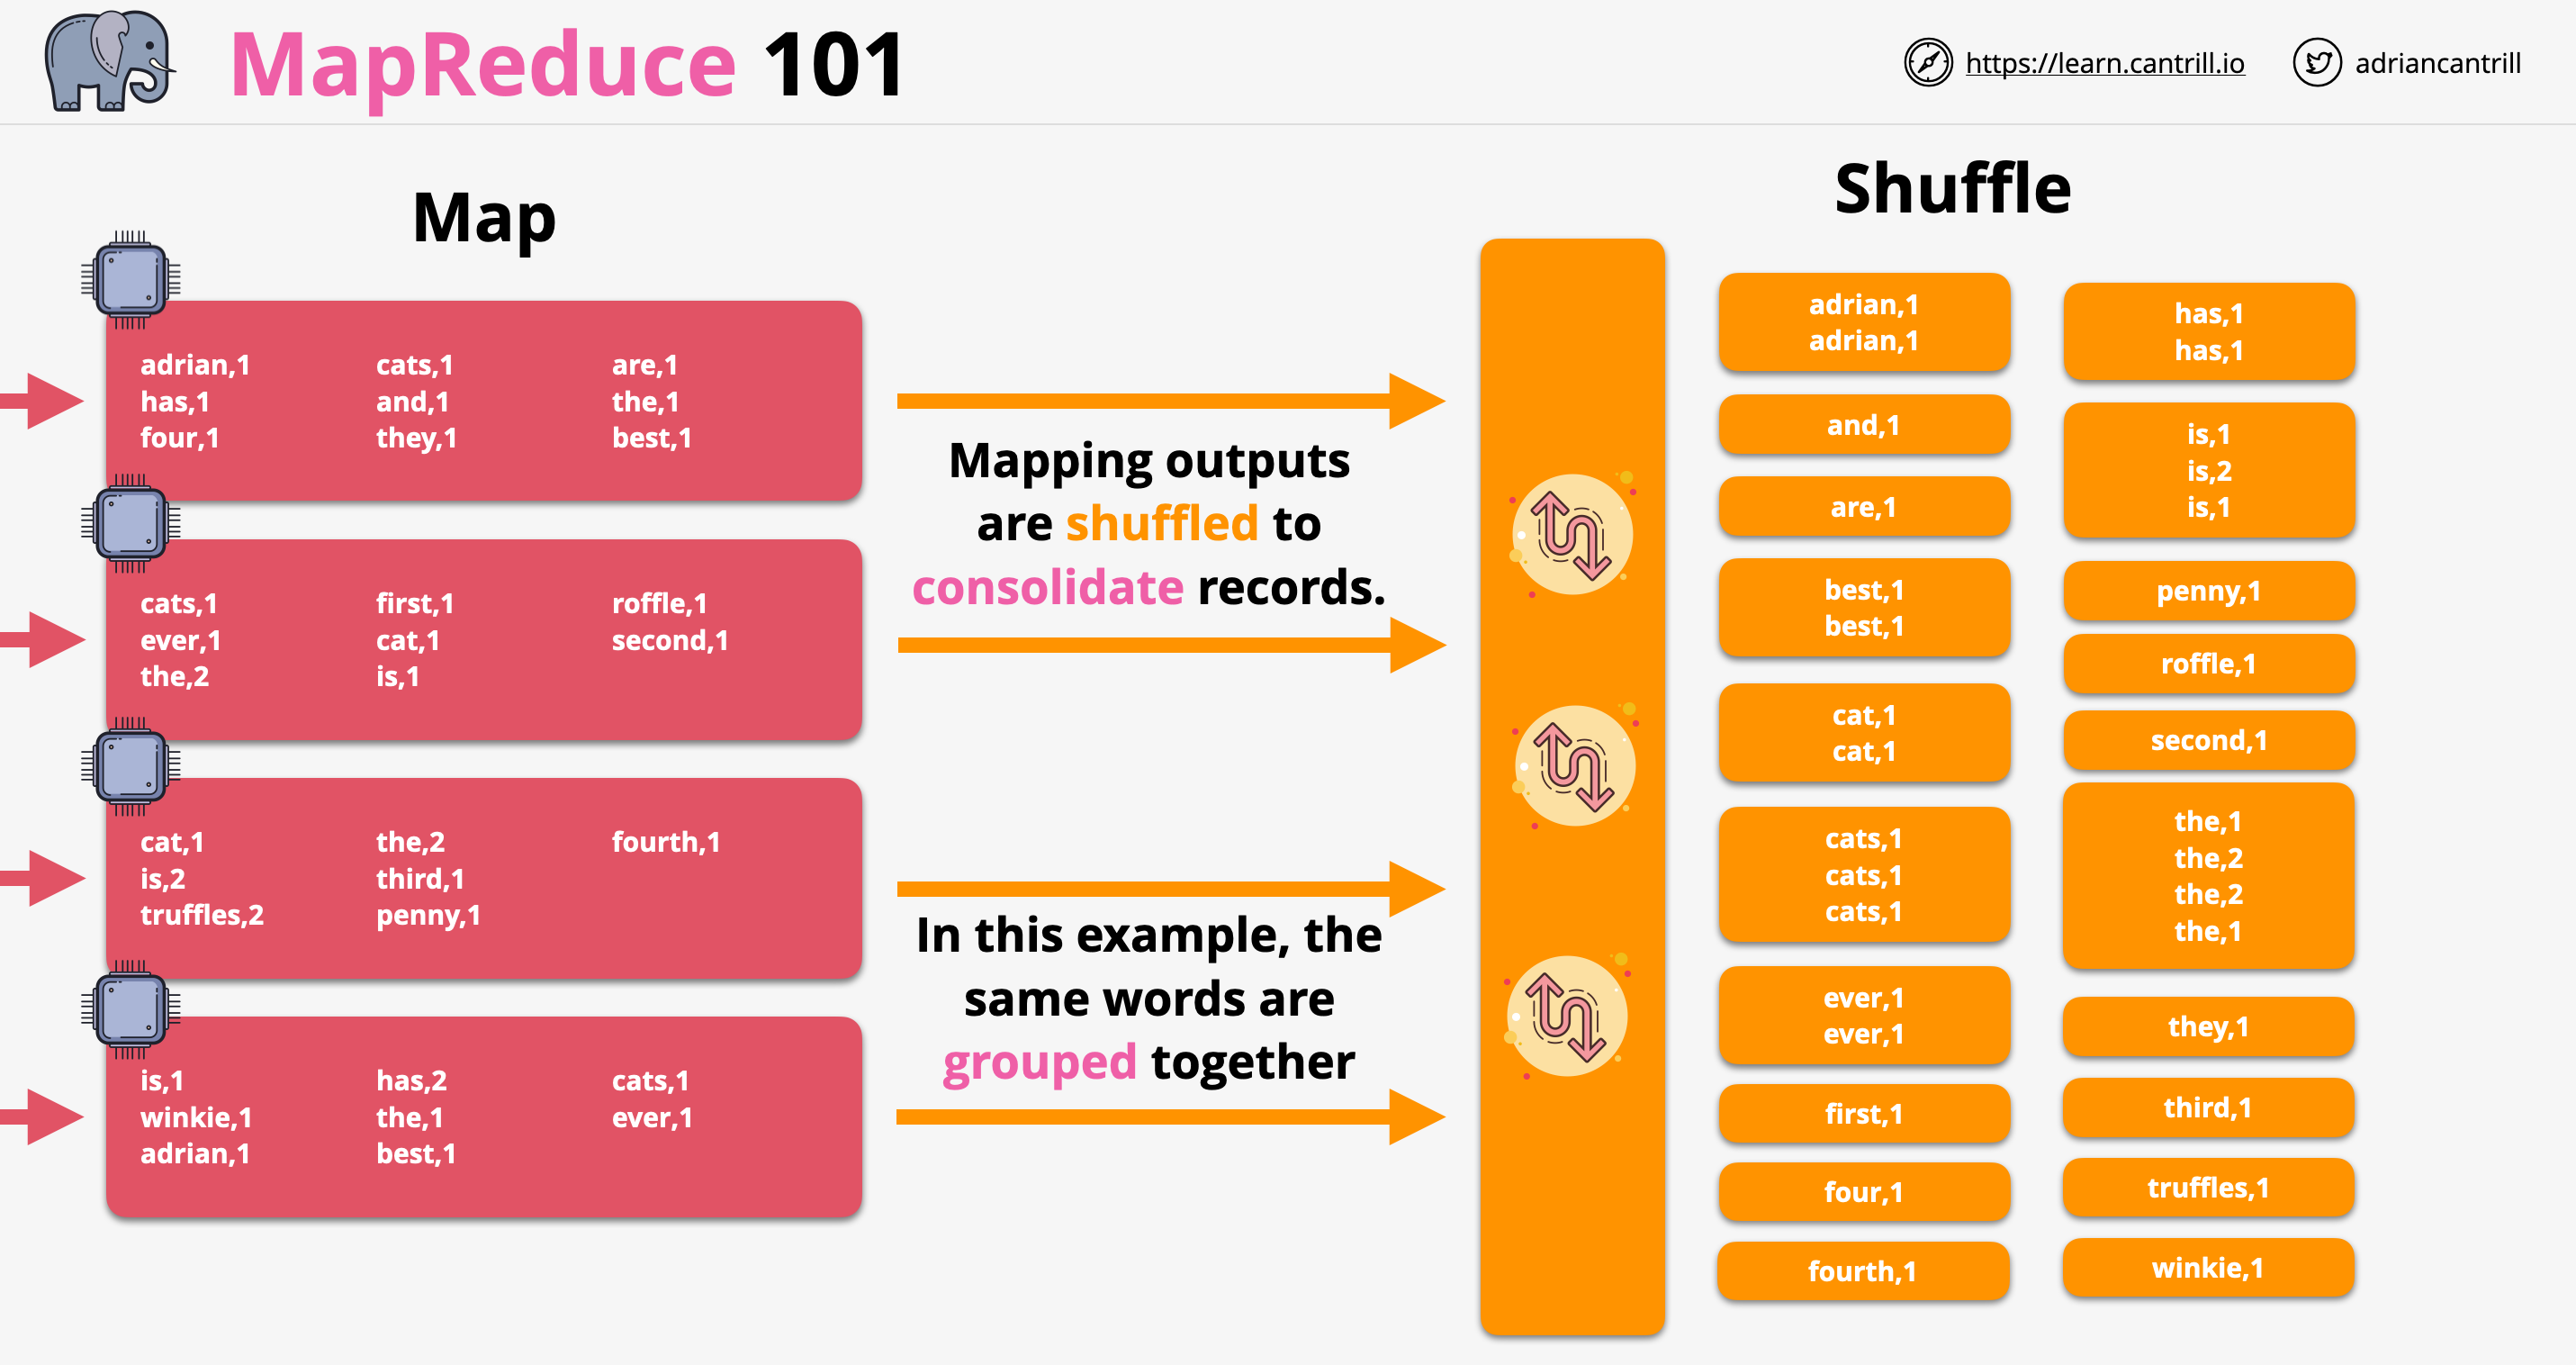 MapReduce 101
https://learn.cantrill.io
adriancantrill
Map
adrian,1
has,1
four,1
cats,1
and,1
they,1
are,1
the,1
best,1
cats,1
ever,1
the,2
first,1
cat,1
is,1
roffle,1
second,1
cat,1
is,2
truffles,2
the,2
third,1
penny,1
fourth,1
is,1
winkie,1
adrian,1
has,2
the,1
best,1
cats,1
ever,1
Mapping outputs
are shuffled to
consolidate records.
In this example, the
same words are
grouped together
Shuffle
adrian,1
adrian,1
and,1
are,1
best,1
best,1
cat,1
cat,1
cats,1
cats,1
cats,1
ever,1
ever,1
first,1
four,1
fourth,1
has,1
has,1
is,1
is,2
is,1
penny,1
roffle,1
second,1
the,1
the,2
the,2
the,1
they,1
third,1
truffles,1
winkie,1